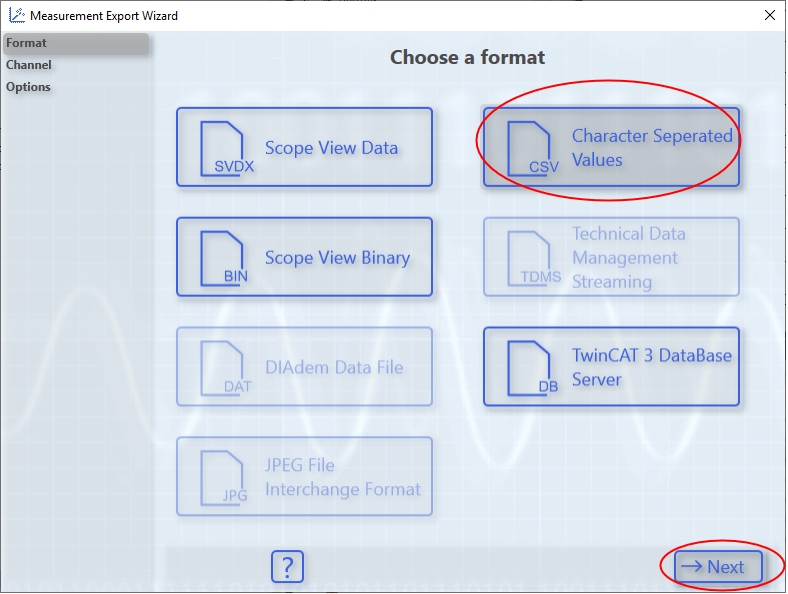 Measurement Export Wizard
Format
Channel
Options
Choose a format
SVDX
Scope View Data
CSV
Character Seperated
Values
BIN
Scope View Binary
TDMS
Technical Data
Management
Streaming
DAT
DIAdem Data File
DB
TwinCAT 3 DataBase
Server
JPG
JPEG File
Interchange Format
?
Next